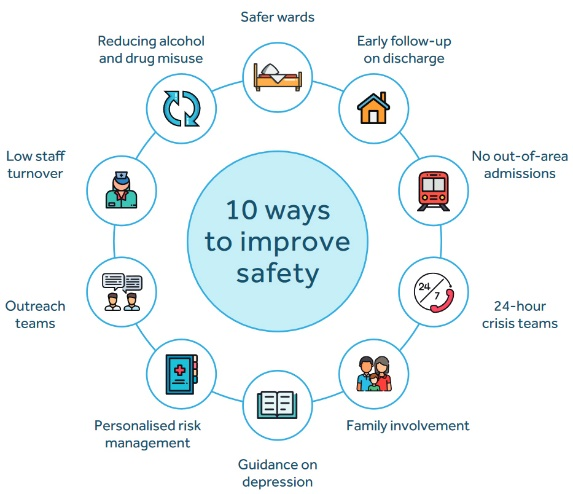 Safer wards
Early follow-up
on discharge
No out-of-area
admissions
24
7
24-hour
crisis teams
Family involvement
Guidance on
depression
Personalised risk
management
Outreach
teams
Low staff
turnover
Reducing alcohol
and drug misuse
10 ways
to improve
safety